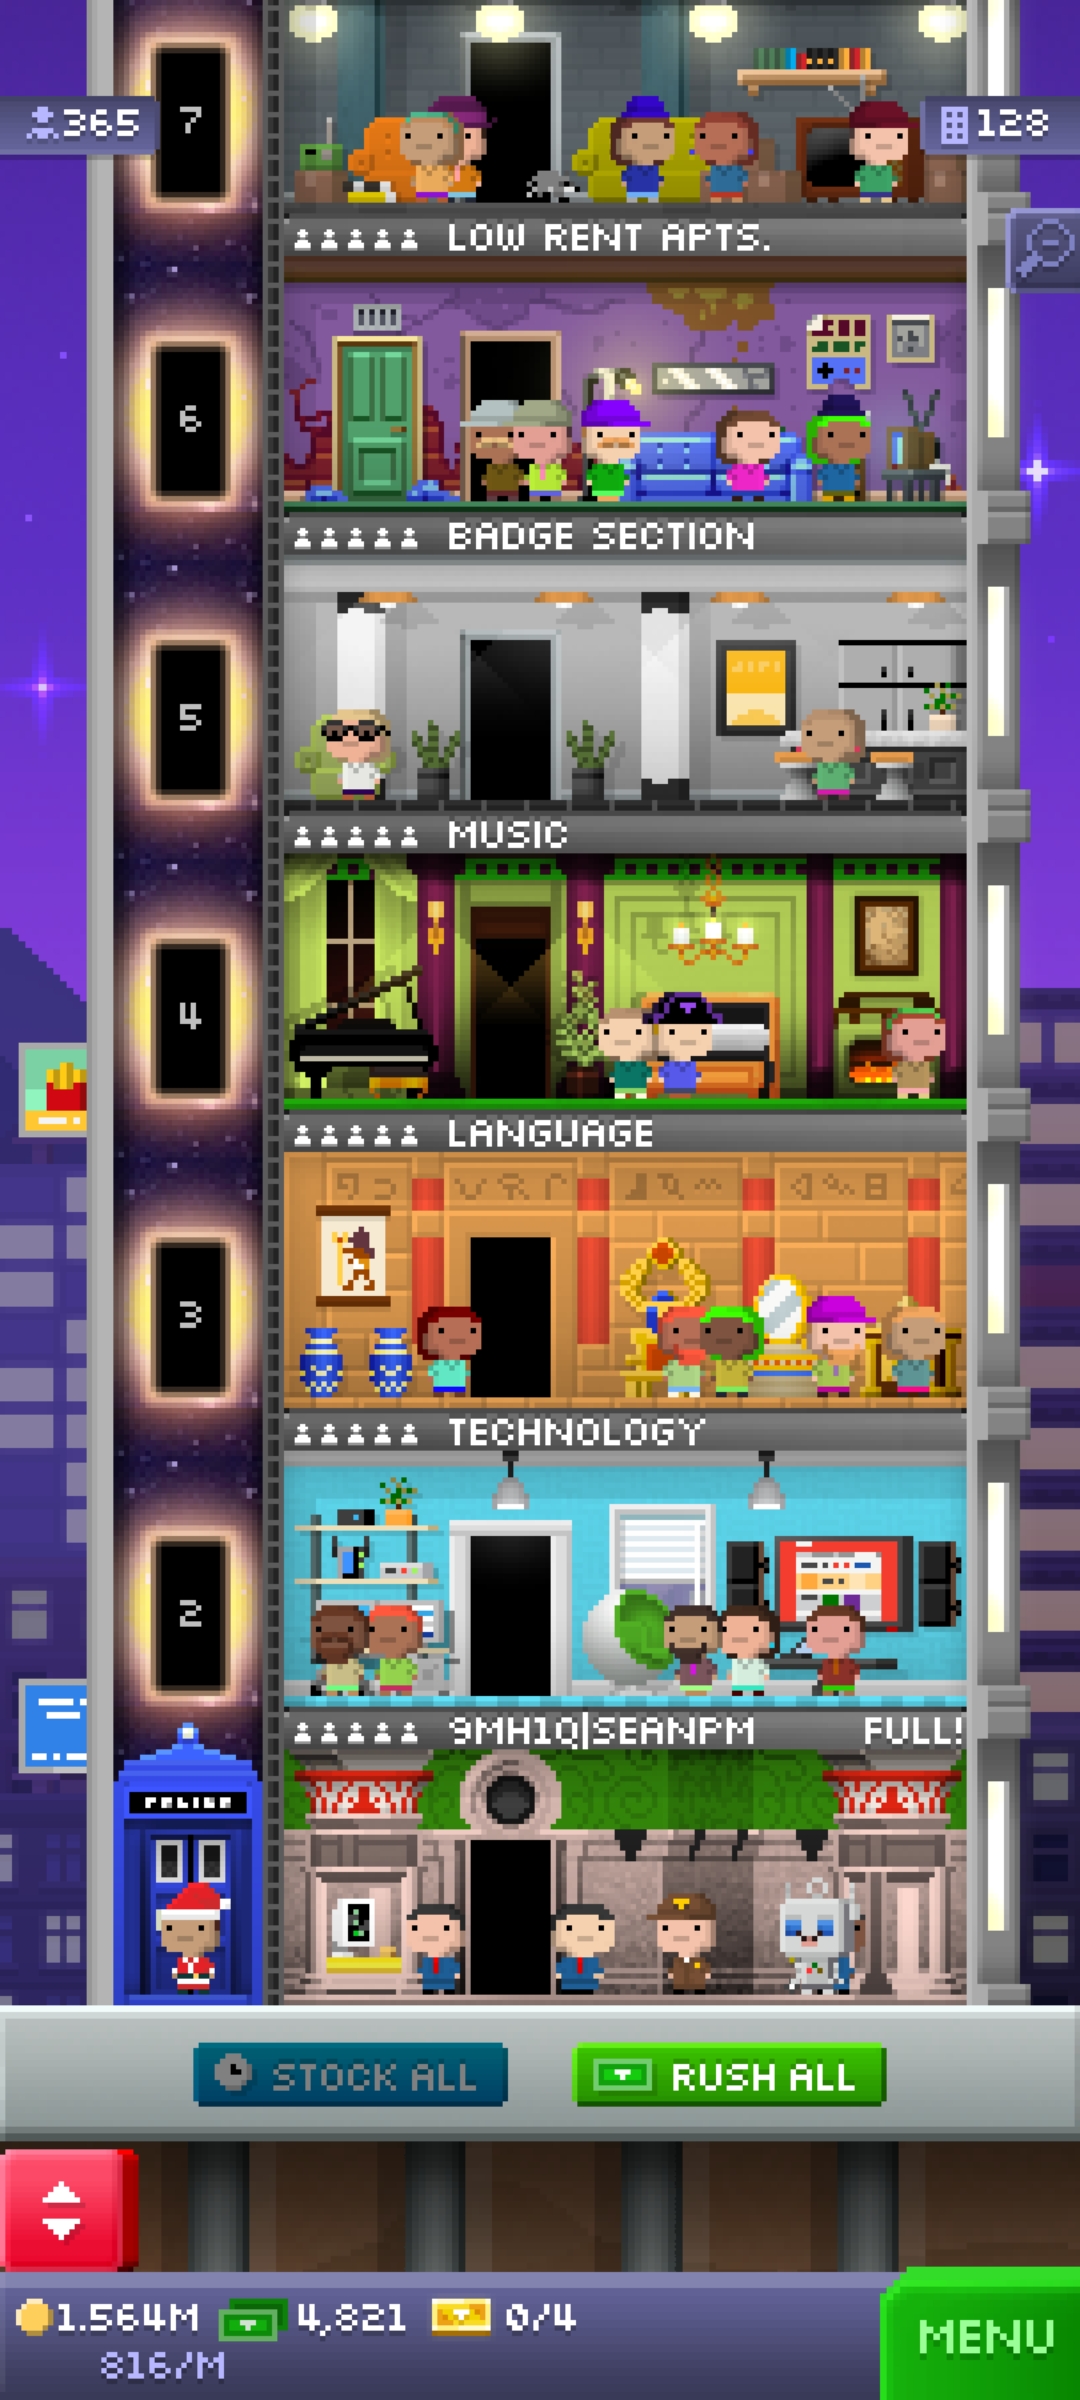 7
365
128
LOW RENT APTS.
6
BADGE SECTION
5
MUSIC
4
LANGUAGE
3
TECHNOLOGY
2
9MH1Q|SEANPM FULL!
POLICE
STOCK ALL
RUSH ALL
1.564M 4,821 0/4
816/M
MENU